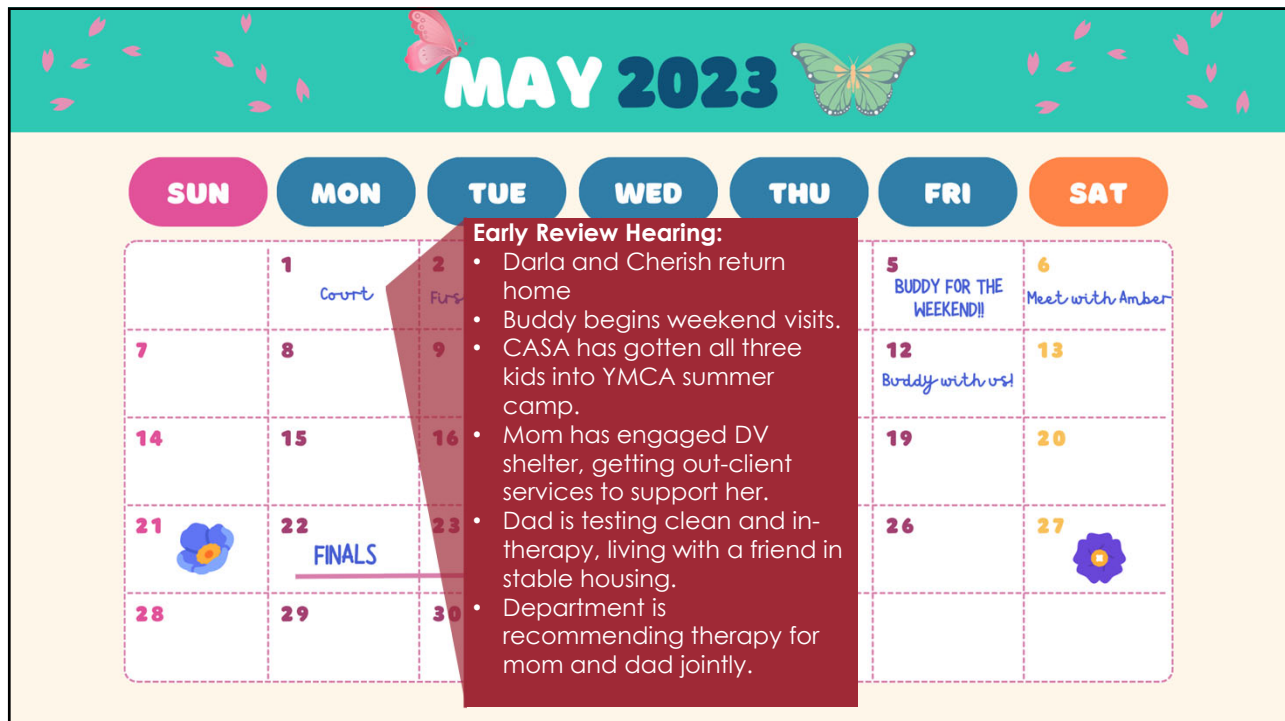 MAY 2023
SUN MON TUE WED THU FRI SAT
1 2 5 6
Court
BUDDY FOR THE
WEEKEND!!
Meet with Amber
Early Review Hearing:
• Darla and Cherish return
home
• Buddy begins weekend visits.
• CASA has gotten all three
kids into YMCA summer
camp.
• Mom has engaged DV
shelter, getting out-client
services to support her.
• Dad is testing clean and in-
therapy, living with a friend in
stable housing.
• Department is
recommending therapy for
mom and dad jointly.
7 8 9 12 13
Buddy with us!
14 15 16 19 20
21 22 23 26 27
FINALS
28 29 30